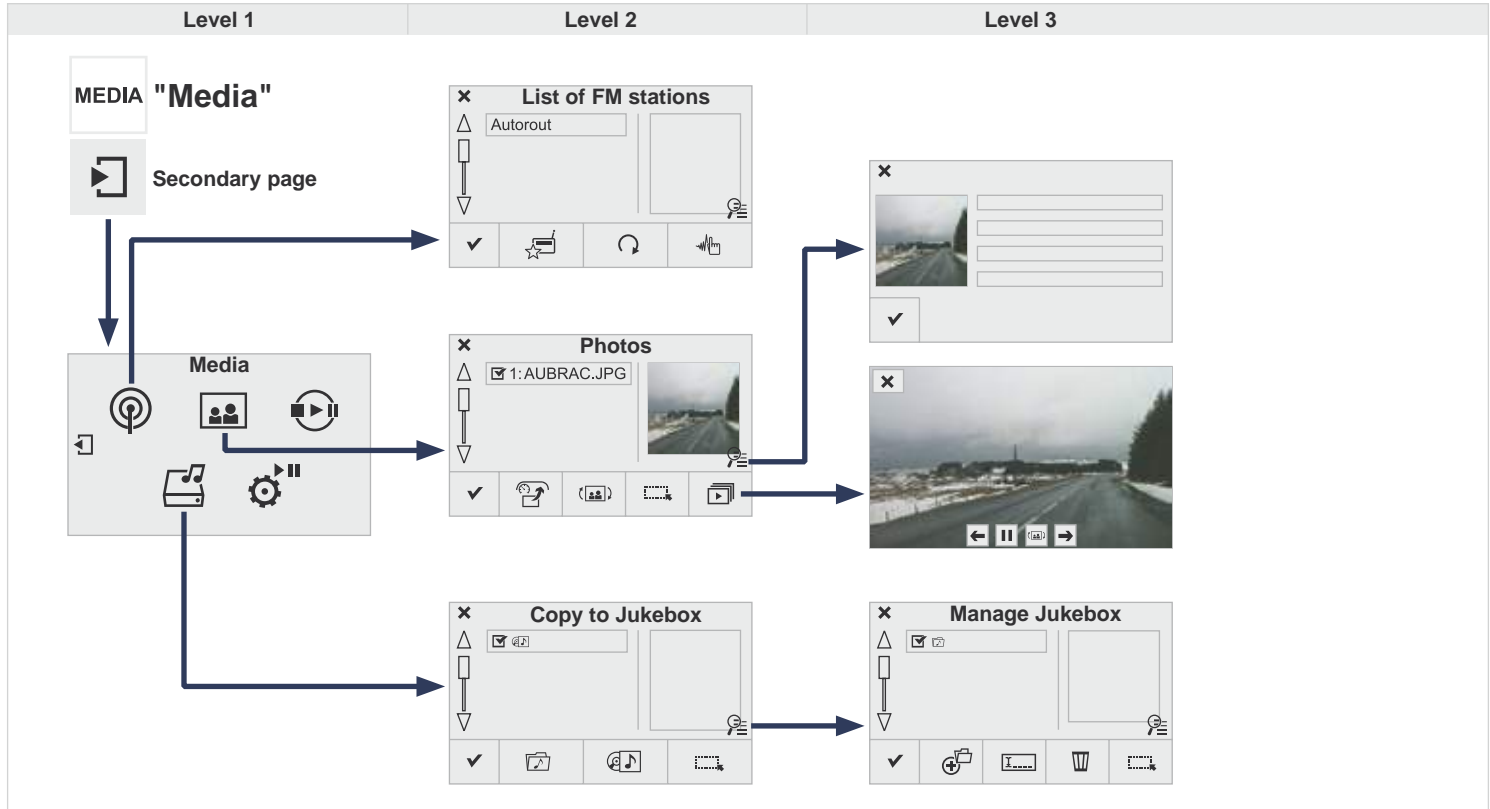 Level 1
Level 2
Level 3
MEDIA "Media"
Secondary page
List of FM stations
Autorout
Media
Photos
1: AUBRAC.JPG
Copy to Jukebox
Manage Jukebox